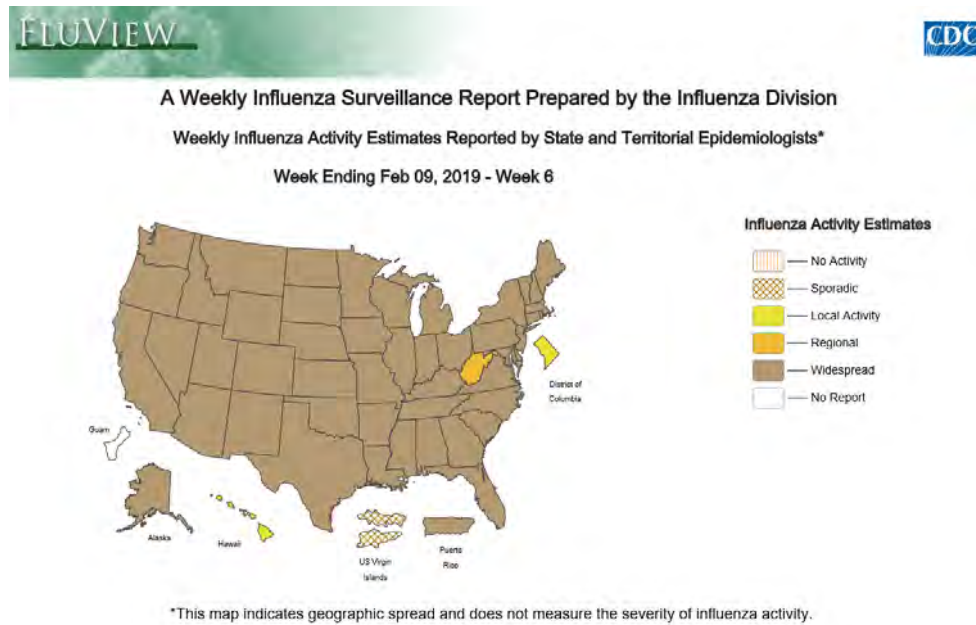 FLUVIEW
CDC
A Weekly Influenza Surveillance Report Prepared by the Influenza Division
Weekly Influenza Activity Estimates Reported by State and Territorial Epidemiologists*
Week Ending Feb 09, 2019 - Week 6
Influenza Activity Estimates
No Activity
Sporadic
Local Activity
Regional
Widespread
No Report
District of
Columbia
Guam
Alaska
Hawaii
US Virgin
Islands
Puerto
Rico
*This map indicates geographic spread and does not measure the severity of influenza activity.